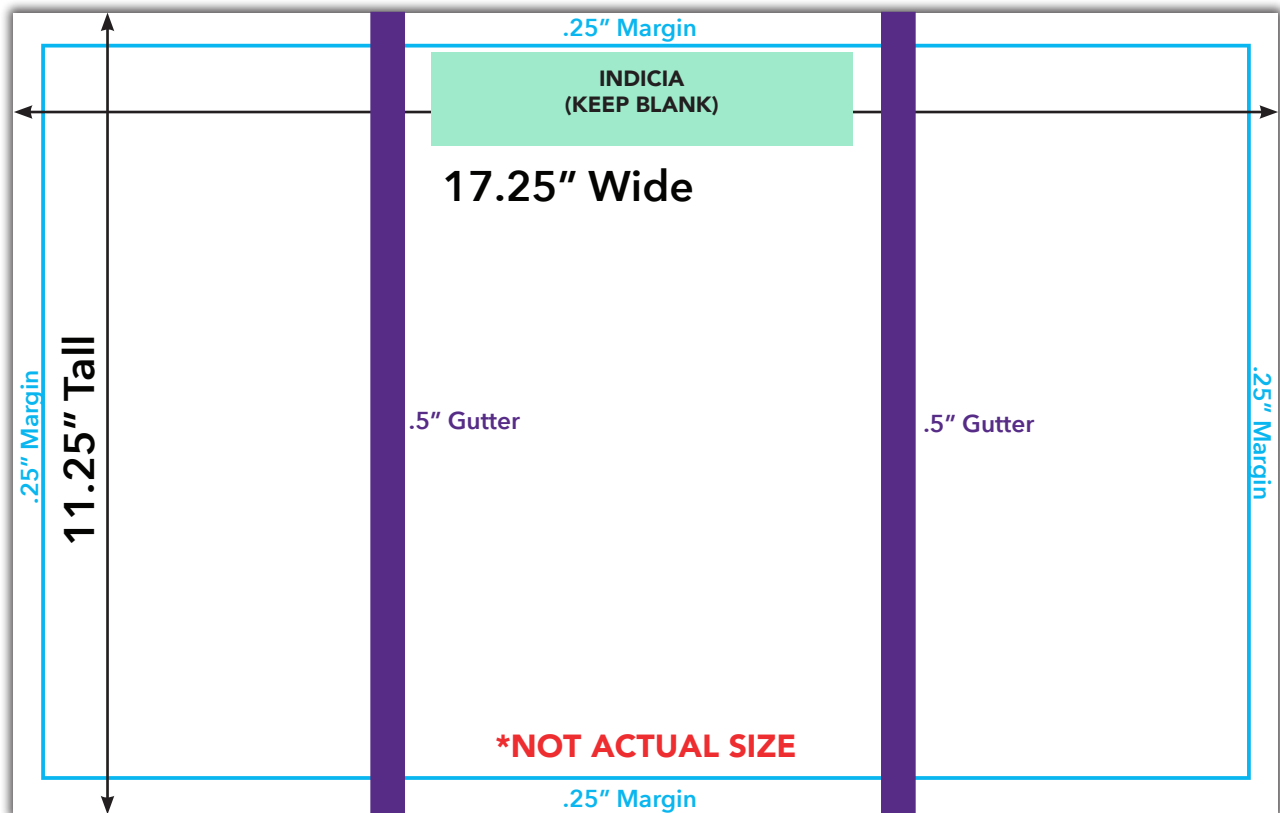 .25” Margin
INDICIA
(KEEP BLANK)
17.25” Wide
.25” Margin
11.25” Tall
.5” Gutter
.5” Gutter
.25” Margin
*NOT ACTUAL SIZE
.25” Margin